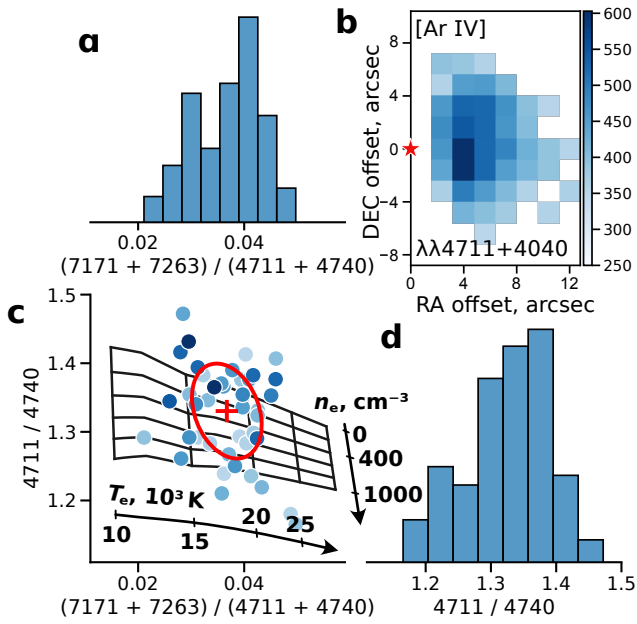 a
0.02 0.04
(7171 + 7263) / (4711 + 4740)
b
[Ar IV]
λλ4711+4040
DEC offset, arcsec
8
4
0
−4
−8
0 4 8 12
RA offset, arcsec
600
550
500
450
400
350
300
250
c
4711 / 4740
1.5
1.4
1.3
1.2
Tₑ, 10³ K
10 15 20 25
nₑ, cm⁻³
0
400
1000
0.02 0.04
(7171 + 7263) / (4711 + 4740)
d
1.2 1.3 1.4 1.5
4711 / 4740